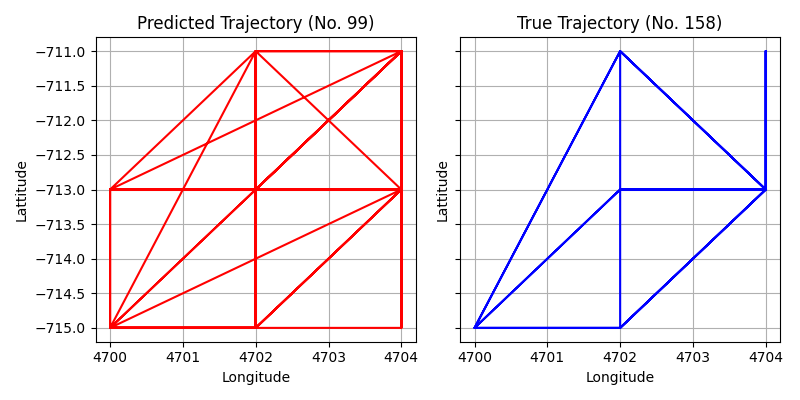 Predicted Trajectory (No. 99)
True Trajectory (No. 158)
Lattitude
−711.0
−711.5
−712.0
−712.5
−713.0
−713.5
−714.0
−714.5
−715.0
4700 4701 4702 4703 4704
Longitude
Lattitude
4700 4701 4702 4703 4704
Longitude